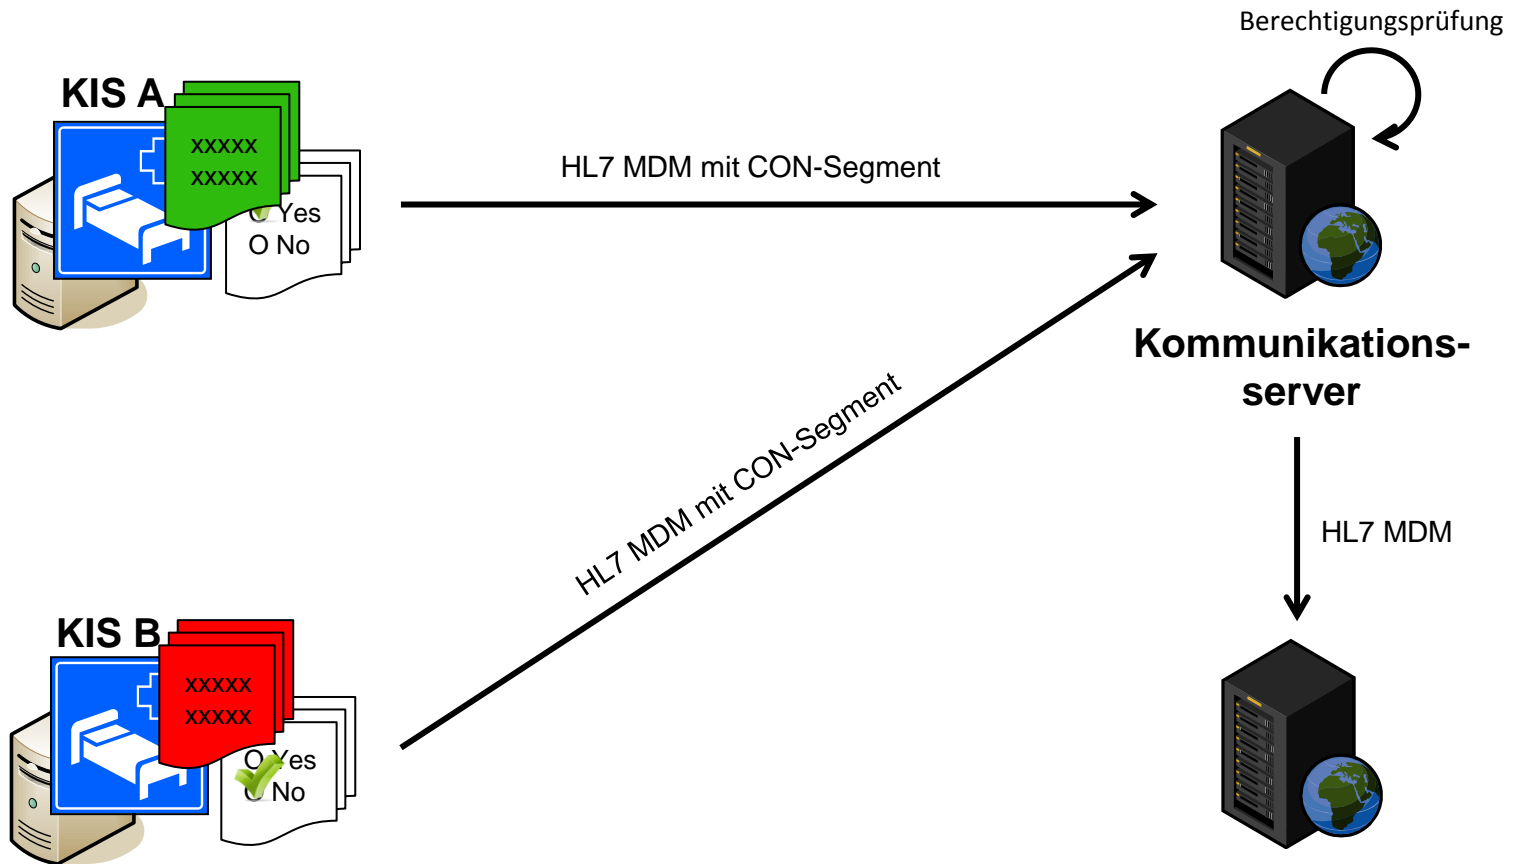 Berechtigungsprüfung
KIS A
xxxxx
xxxxx
O Yes
O No
HL7 MDM mit CON-Segment
Kommunikations-
server
HL7 MDM mit CON-Segment
HL7 MDM
KIS B
xxxxx
xxxxx
O Yes
O No